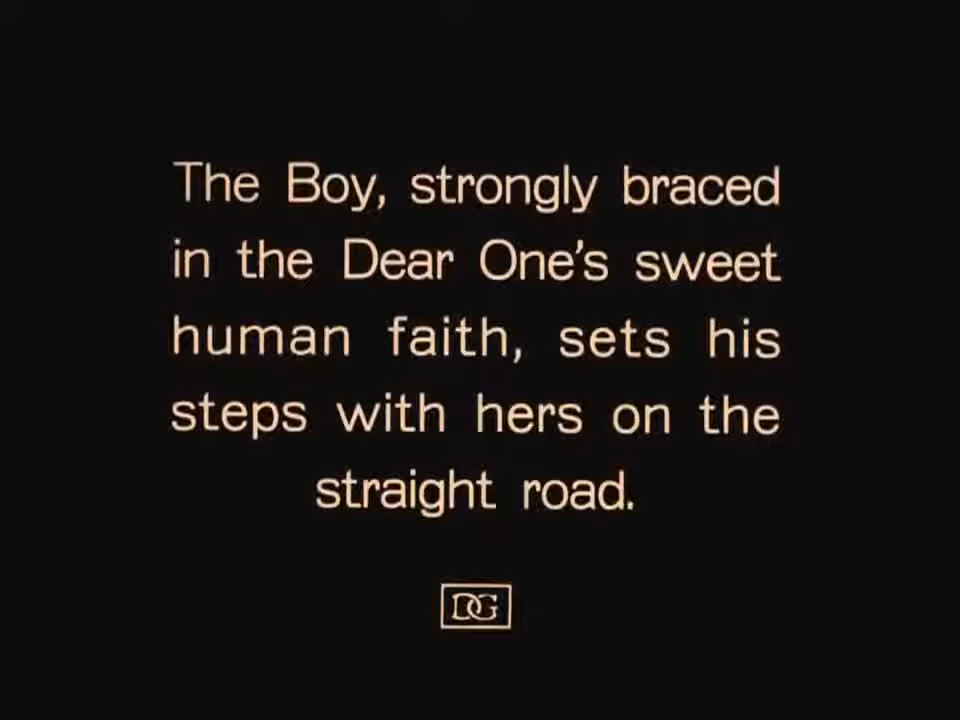 The Boy, strongly braced
in the Dear One's sweet
human faith, sets his
steps with hers on the
straight road.
DG